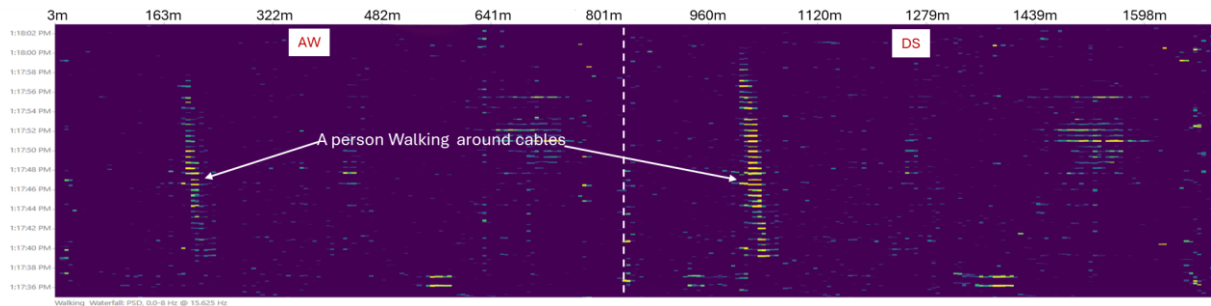 3m 163m 322m 482m 641m 801m 960m 1120m 1279m 1439m 1598m
AW DS
1:18:02 PM
1:18:00 PM
1:17:58 PM
1:17:56 PM
1:17:54 PM
1:17:52 PM
A person Walking around cables
1:17:50 PM
1:17:48 PM
1:17:46 PM
1:17:44 PM
1:17:42 PM
1:17:40 PM
1:17:38 PM
1:17:36 PM
Walking Waterfall: PSD, 0.0-8 Hz @ 15.625 Hz